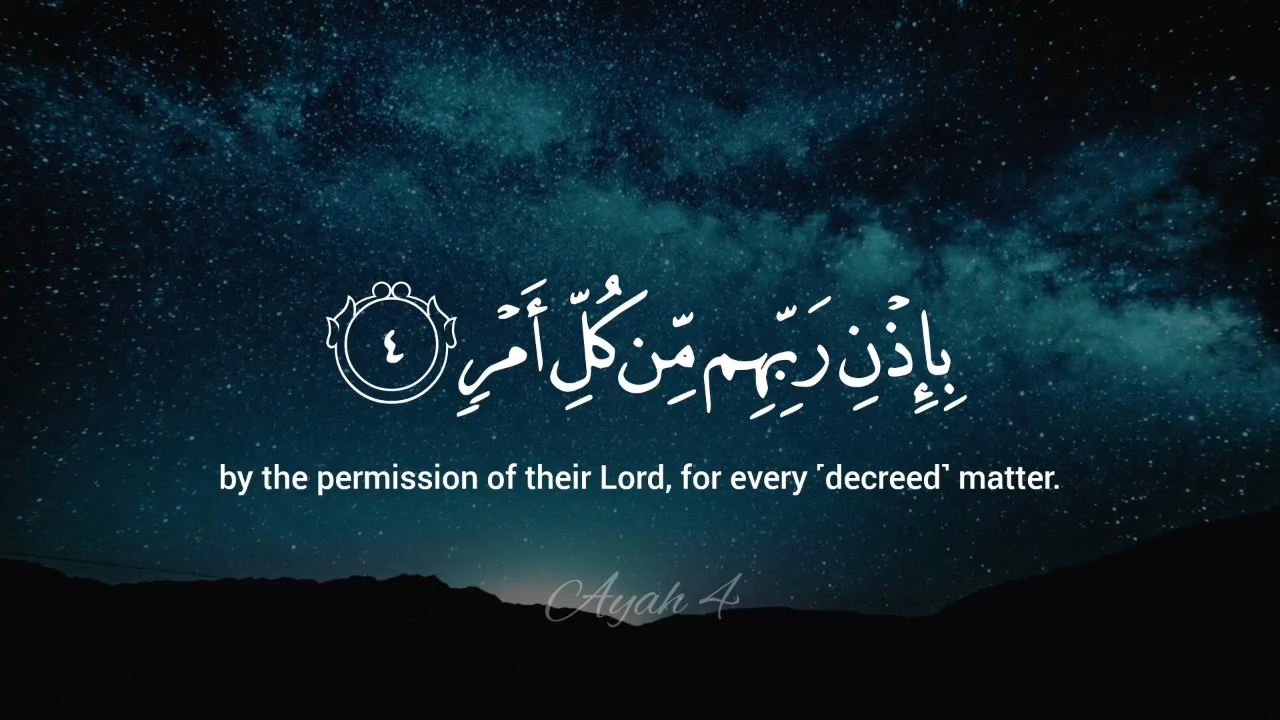 بِإِذْنِ رَبِّهِم مِّن كُلِّ أَمْرٍ ٤
by the permission of their Lord, for every ˹decreed˺ matter.
Ayah 4